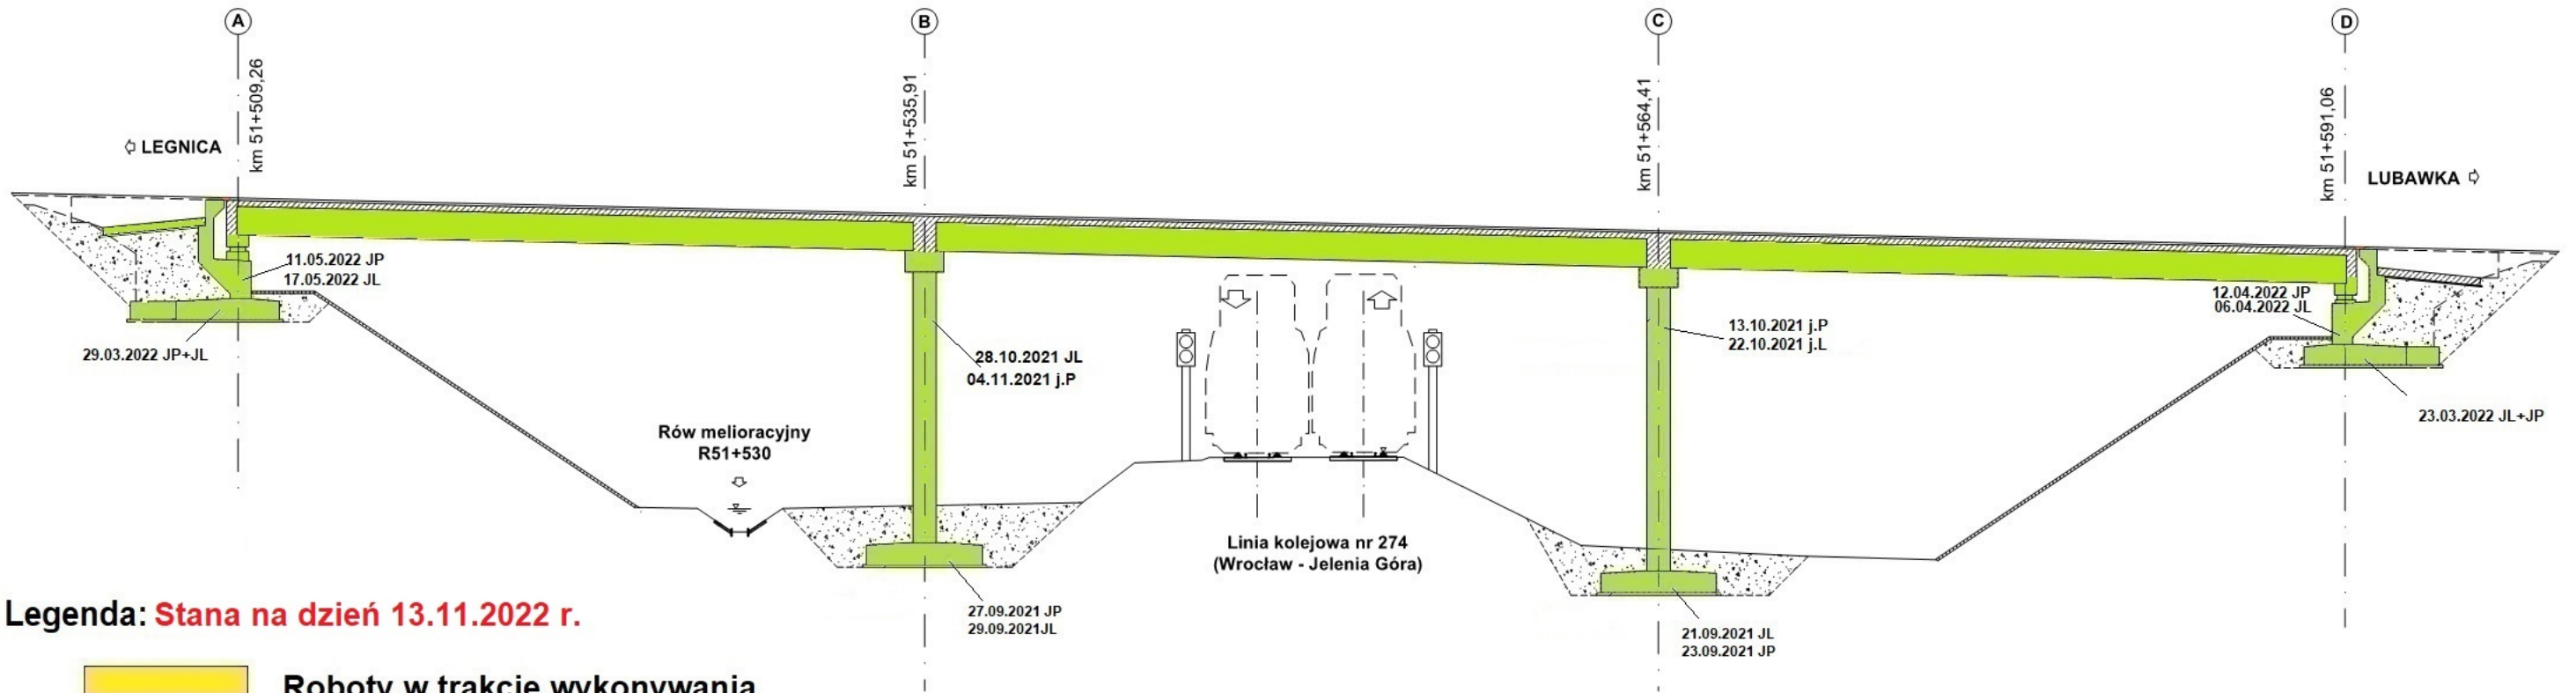 A
B
C
D
km 51+509,26
km 51+535,91
km 51+564,41
km 51+591,06
LEGNICA
LUBAWKA
11.05.2022 JP
17.05.2022 JL
29.03.2022 JP+JL
28.10.2021 JL
04.11.2021 j.P
13.10.2021 j.P
22.10.2021 j.L
12.04.2022 JP
06.04.2022 JL
23.03.2022 JL+JP
Rów melioracyjny
R51+530
Linia kolejowa nr 274
(Wrocław - Jelenia Góra)
27.09.2021 JP
29.09.2021JL
21.09.2021 JL
23.09.2021 JP
Legenda: Stana na dzień 13.11.2022 r.
Roboty w trakcie wykonywania